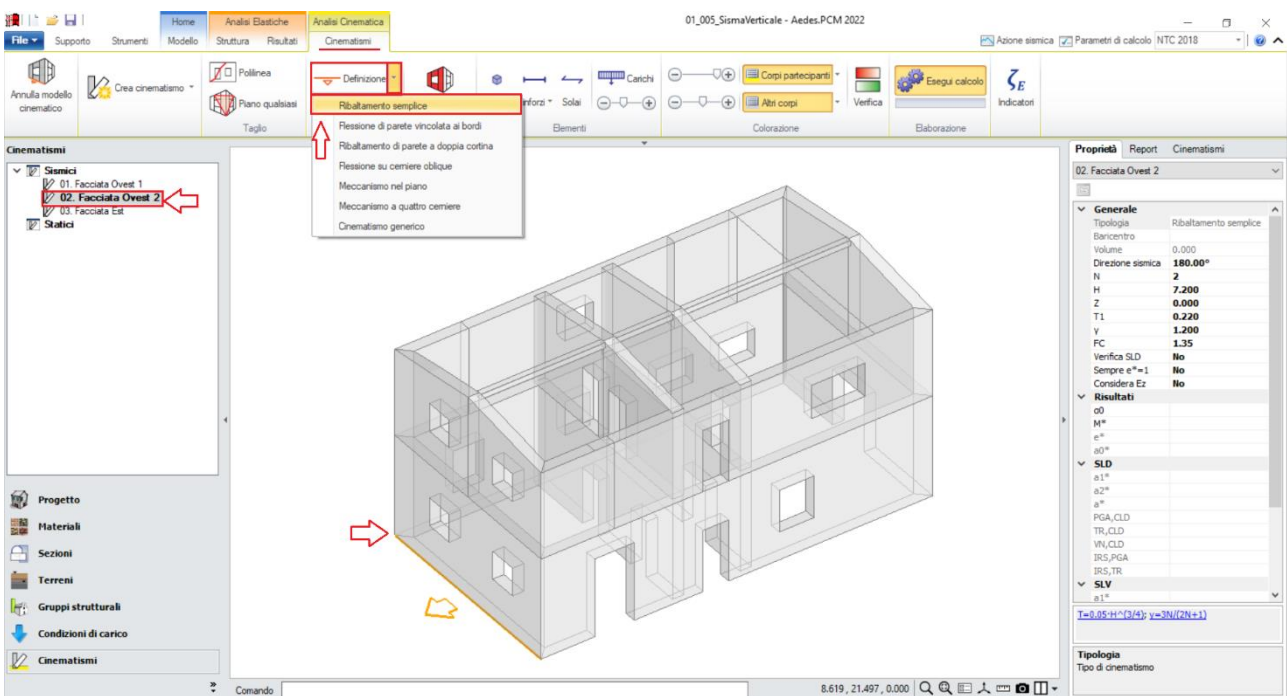 01_005_SismaVerticale - Aedes.PCM 2022
Home Analisi Elastiche Analisi Cinematica
File Supporto Strumenti Modello Struttura Risultati Cinematismi
Azione sismica Parametri di calcolo NTC 2018
Annulla modello cinematico
Crea cinematismo
Polilinea
Piano qualsiasi
Taglio
Definizione
Ribaltamento semplice
Flessione di parete vincolata ai bordi
Ribaltamento di parete a doppia cortina
Flessione su cerniere oblique
Meccanismo nel piano
Meccanismo a quattro cerniere
Cinematismo generico
Solai
Carichi
Elementi
Corpi partecipanti
Altri corpi
Verifica
Colorazione
Esegui calcolo
Elaborazione
ζE
Indicatori
Cinematismi
Sismici
01. Facciata Ovest 1
02. Facciata Ovest 2
03. Facciata Est
Statici
Progetto
Materiali
Sezioni
Terreni
Gruppi strutturali
Condizioni di carico
Cinematismi
Comando
8.619 , 21.497 , 0.000
Proprietà Report Cinematismi
02. Facciata Ovest 2
Generale
Tipologia Ribaltamento semplice
Baricentro
Volume 0.000
Direzione sismica 180.00°
N 2
H 7.200
Z 0.000
T1 0.220
γ 1.200
FC 1.35
Verifica SLD No
Sempre e*=1 No
Considera Ez No
Risultati
α0
M*
e*
a0*
SLD
a1*
a2*
a*
PGA,CLD
TR,CLD
VN,CLD
IRS,PGA
IRS,TR
SLV
a1*
T=0.05·H^(3/4); γ=3N/(2N+1)
Tipologia
Tipo di cinematismo